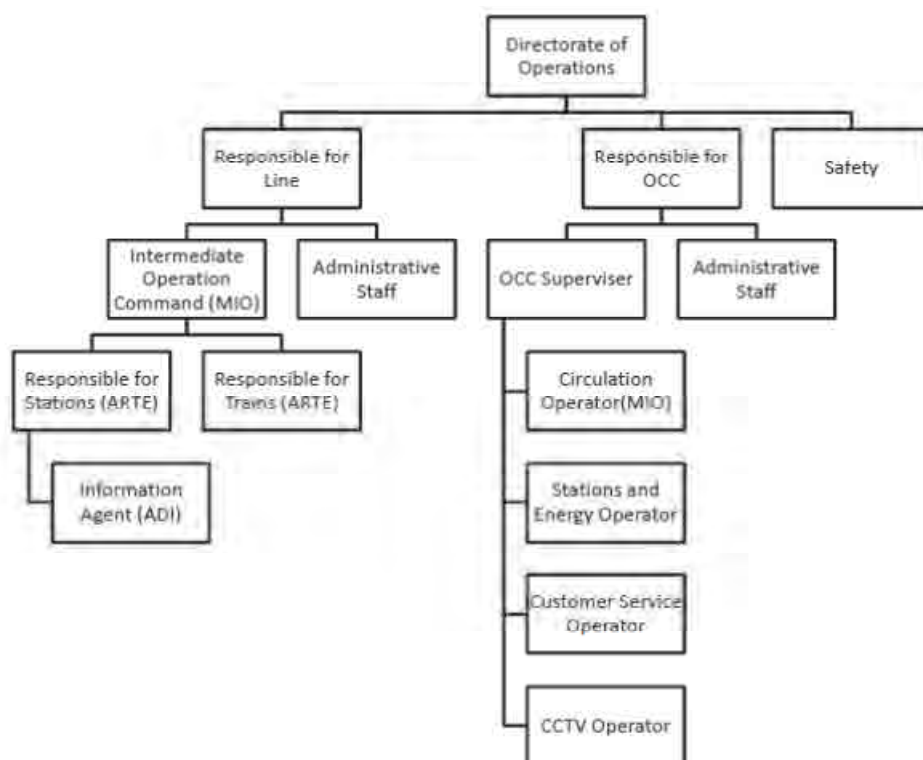 Directorate of
Operations
Responsible for
Line
Responsible for
OCC
Safety
Intermediate
Operation
Command (MIO)
Administrative
Staff
OCC Superviser
Administrative
Staff
Responsible for
Stations (ARTE)
Responsible for
Trains (ARTE)
Circulation
Operator(MIO)
Information
Agent (ADI)
Stations and
Energy Operator
Customer Service
Operator
CCTV Operator